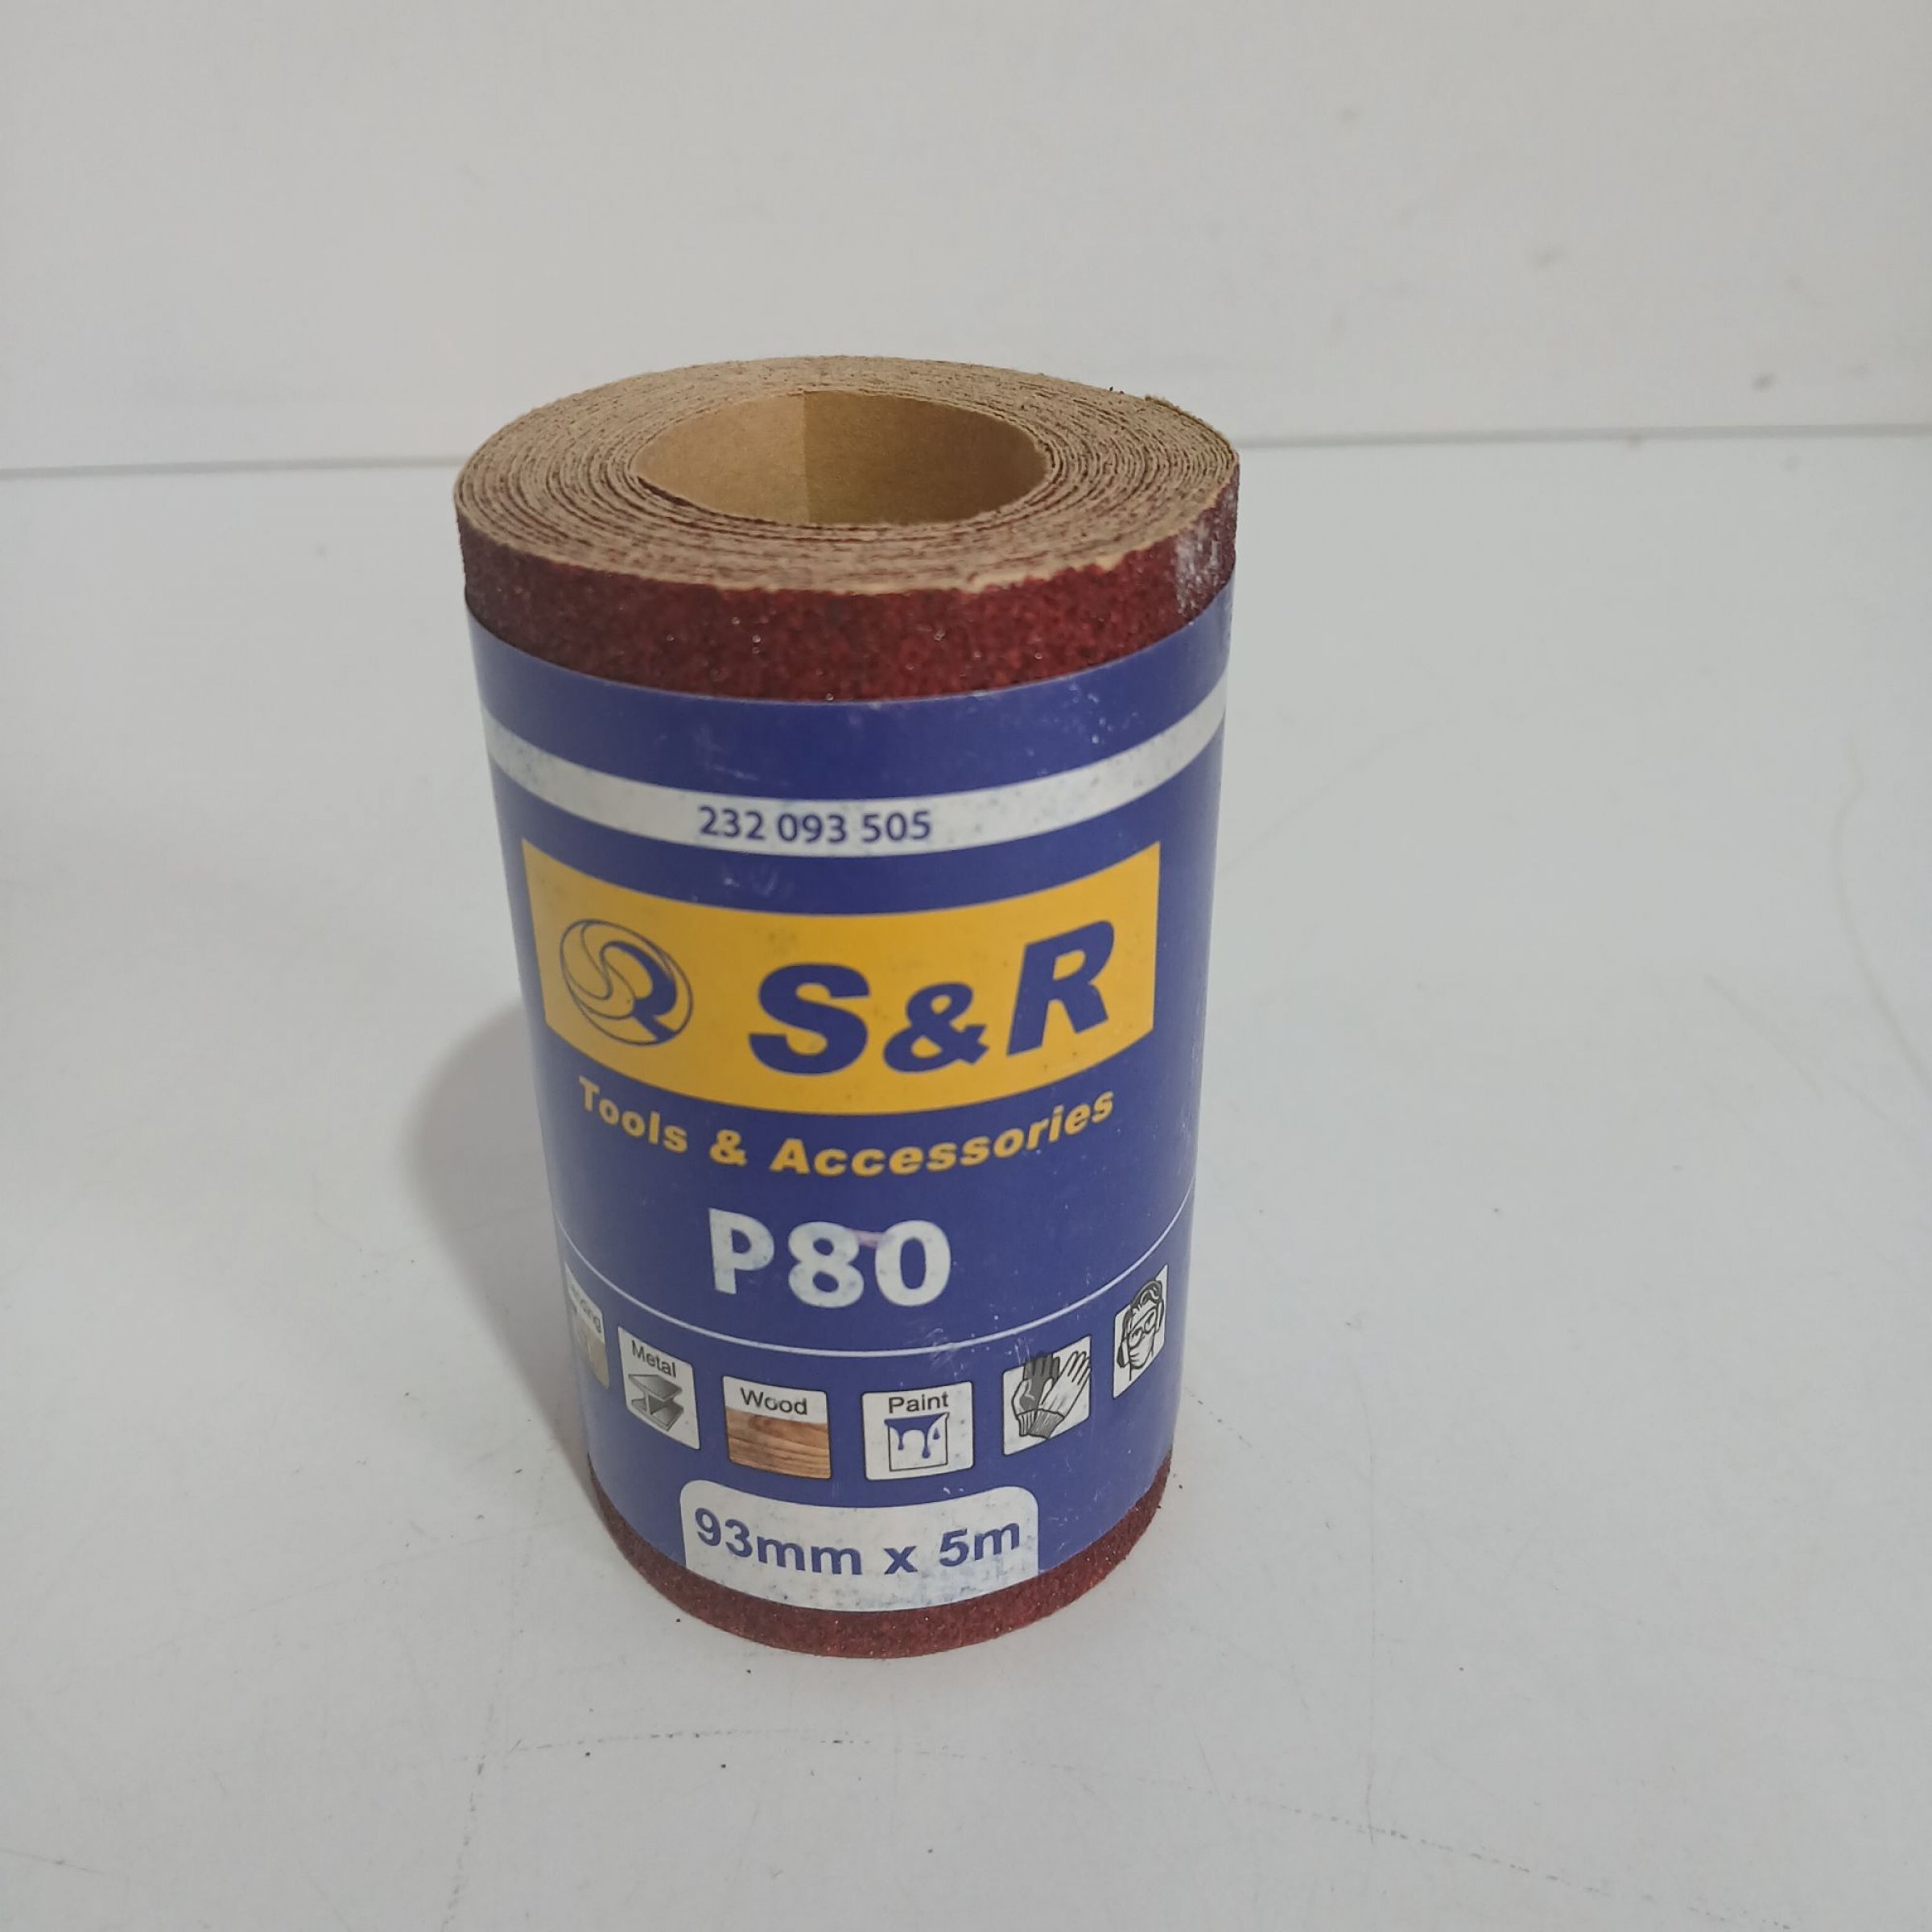 232 093 505
S&R
Tools & Accessories
P80
Metal
Wood
Paint
93mm x 5m